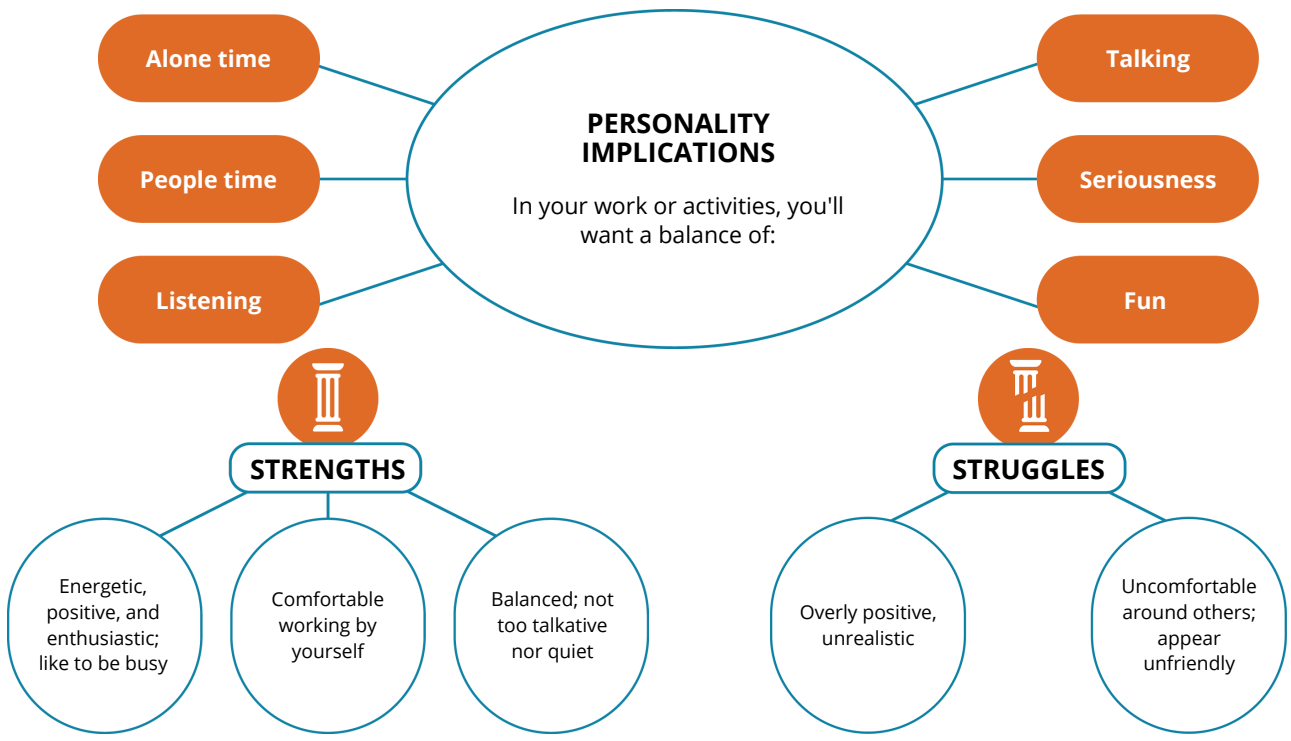 Alone time
People time
Listening
PERSONALITY
IMPLICATIONS
In your work or activities, you'll
want a balance of:
Talking
Seriousness
Fun
STRENGTHS
Energetic,
positive, and
enthusiastic;
like to be busy
Comfortable
working by
yourself
Balanced; not
too talkative
nor quiet
STRUGGLES
Overly positive,
unrealistic
Uncomfortable
around others;
appear
unfriendly